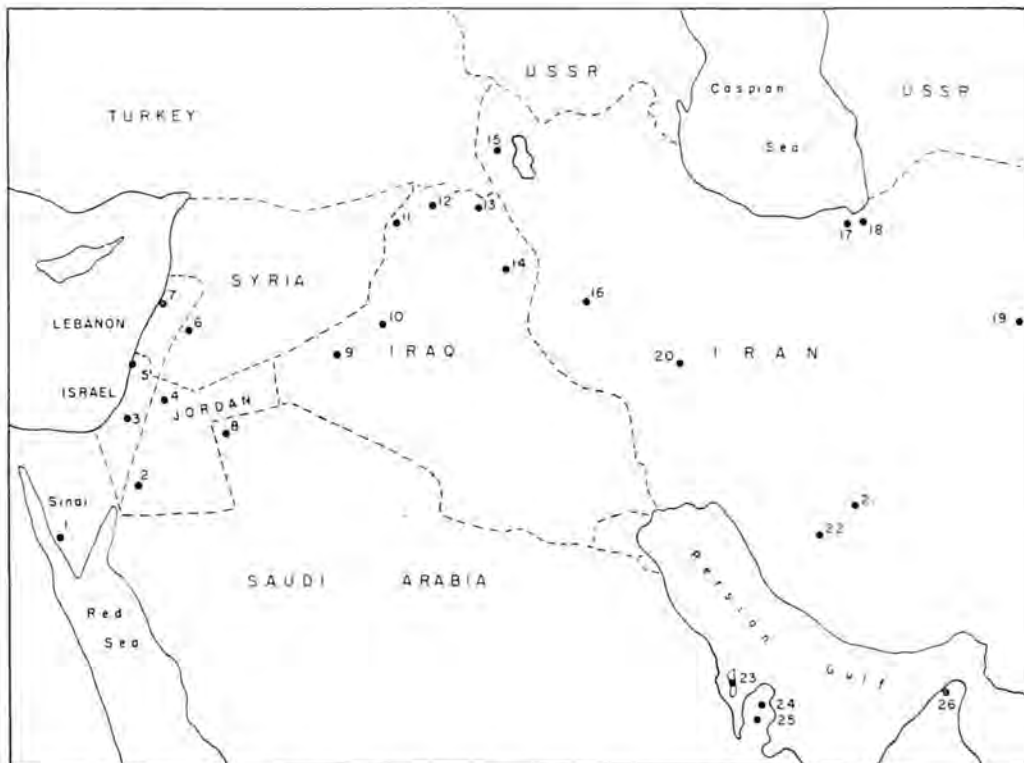 USSR
Caspian
Sea
USSR
TURKEY
15
12
13
11
17
18
14
SYRIA
7
16
LEBANON
6
10
19
9
IRAQ
20
IRAN
5
ISRAEL
4
JORDAN
3
8
2
Sinai
22
SAUDI ARABIA
Persian Gulf
Red
Sea
23
24
25
26